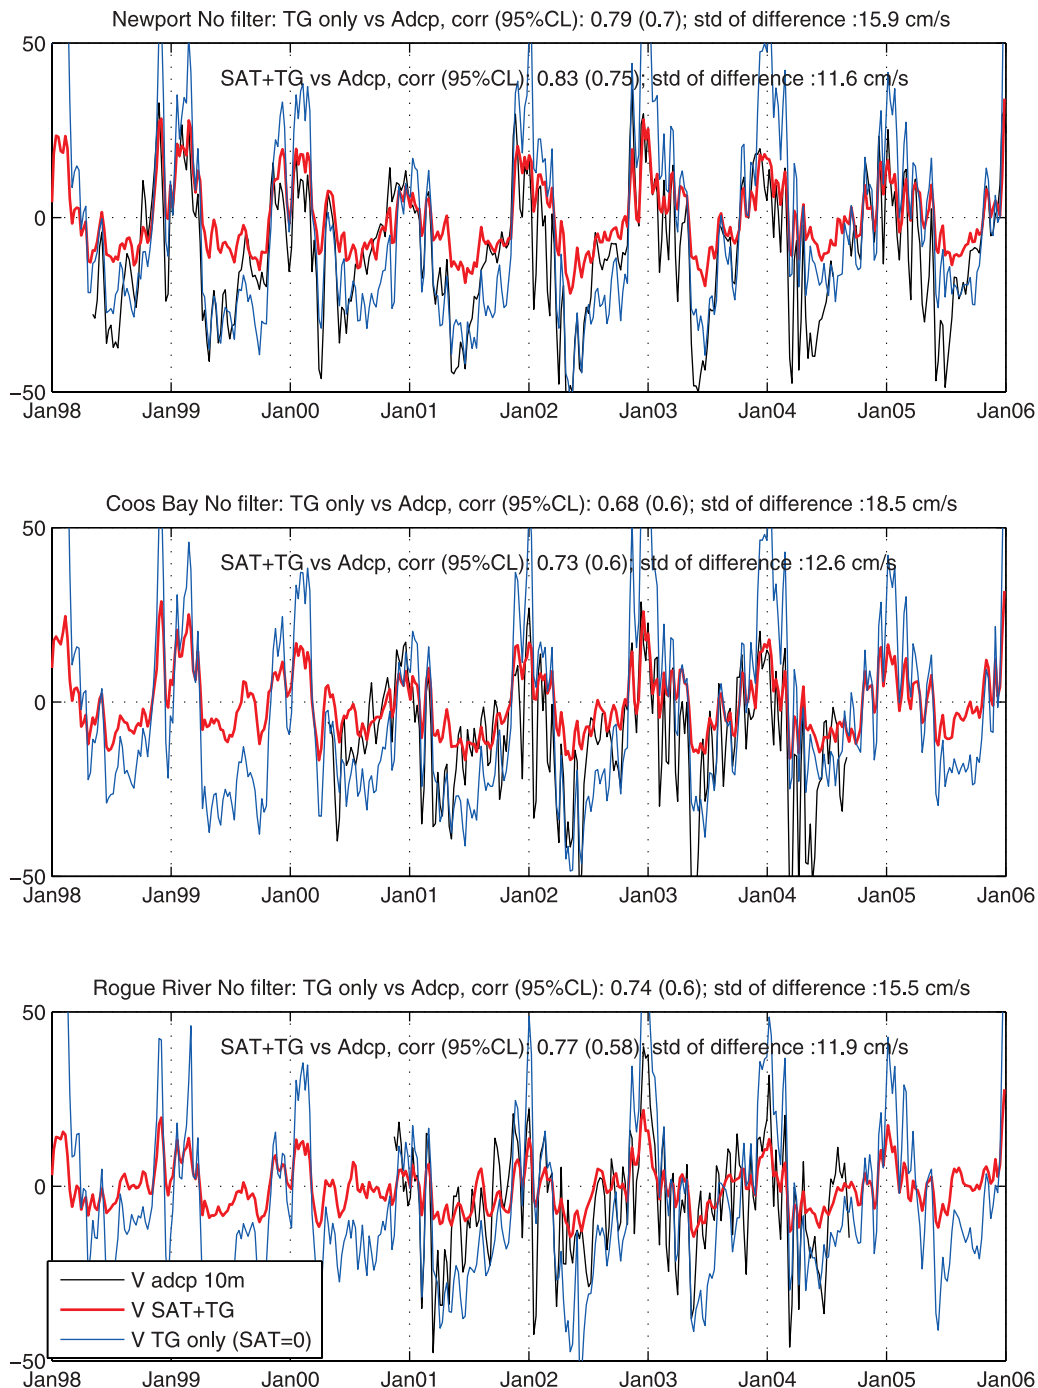 Newport No filter: TG only vs Adcp, corr (95%CL): 0.79 (0.7); std of difference :15.9 cm/s
50
SAT+TG vs Adcp, corr (95%CL): 0.83 (0.75); std of difference :11.6 cm/s
0
−50
Jan98 Jan99 Jan00 Jan01 Jan02 Jan03 Jan04 Jan05 Jan06
Coos Bay No filter: TG only vs Adcp, corr (95%CL): 0.68 (0.6); std of difference :18.5 cm/s
50
SAT+TG vs Adcp, corr (95%CL): 0.73 (0.6); std of difference :12.6 cm/s
0
−50
Jan98 Jan99 Jan00 Jan01 Jan02 Jan03 Jan04 Jan05 Jan06
Rogue River No filter: TG only vs Adcp, corr (95%CL): 0.74 (0.6); std of difference :15.5 cm/s
50
SAT+TG vs Adcp, corr (95%CL): 0.77 (0.58); std of difference :11.9 cm/s
0
V adcp 10m
V SAT+TG
V TG only (SAT=0)
−50
Jan98 Jan99 Jan00 Jan01 Jan02 Jan03 Jan04 Jan05 Jan06